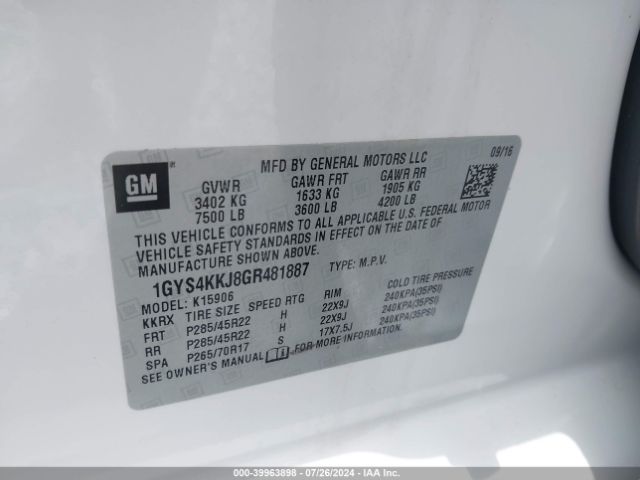 GM
MFD BY GENERAL MOTORS LLC 09/16
GVWR GAWR FRT GAWR RR
3402 KG 1633 KG 1905 KG
7500 LB 3600 LB 4200 LB
THIS VEHICLE CONFORMS TO ALL APPLICABLE U.S. FEDERAL MOTOR
VEHICLE SAFETY STANDARDS IN EFFECT ON THE DATE OF
MANUFACTURE SHOWN ABOVE.
1GYS4KKJ8GR481887 TYPE: M.P.V.
MODEL: K15906
KKRX TIRE SIZE SPEED RTG RIM COLD TIRE PRESSURE
FRT P285/45R22 H 22X9J 240KPA(35PSI)
RR P285/45R22 H 22X9J 240KPA(35PSI)
SPA P265/70R17 S 17X7.5J 240KPA(35PSI)
SEE OWNER'S MANUAL FOR MORE INFORMATION.
000-39963898 - 07/26/2024 - IAA Inc.